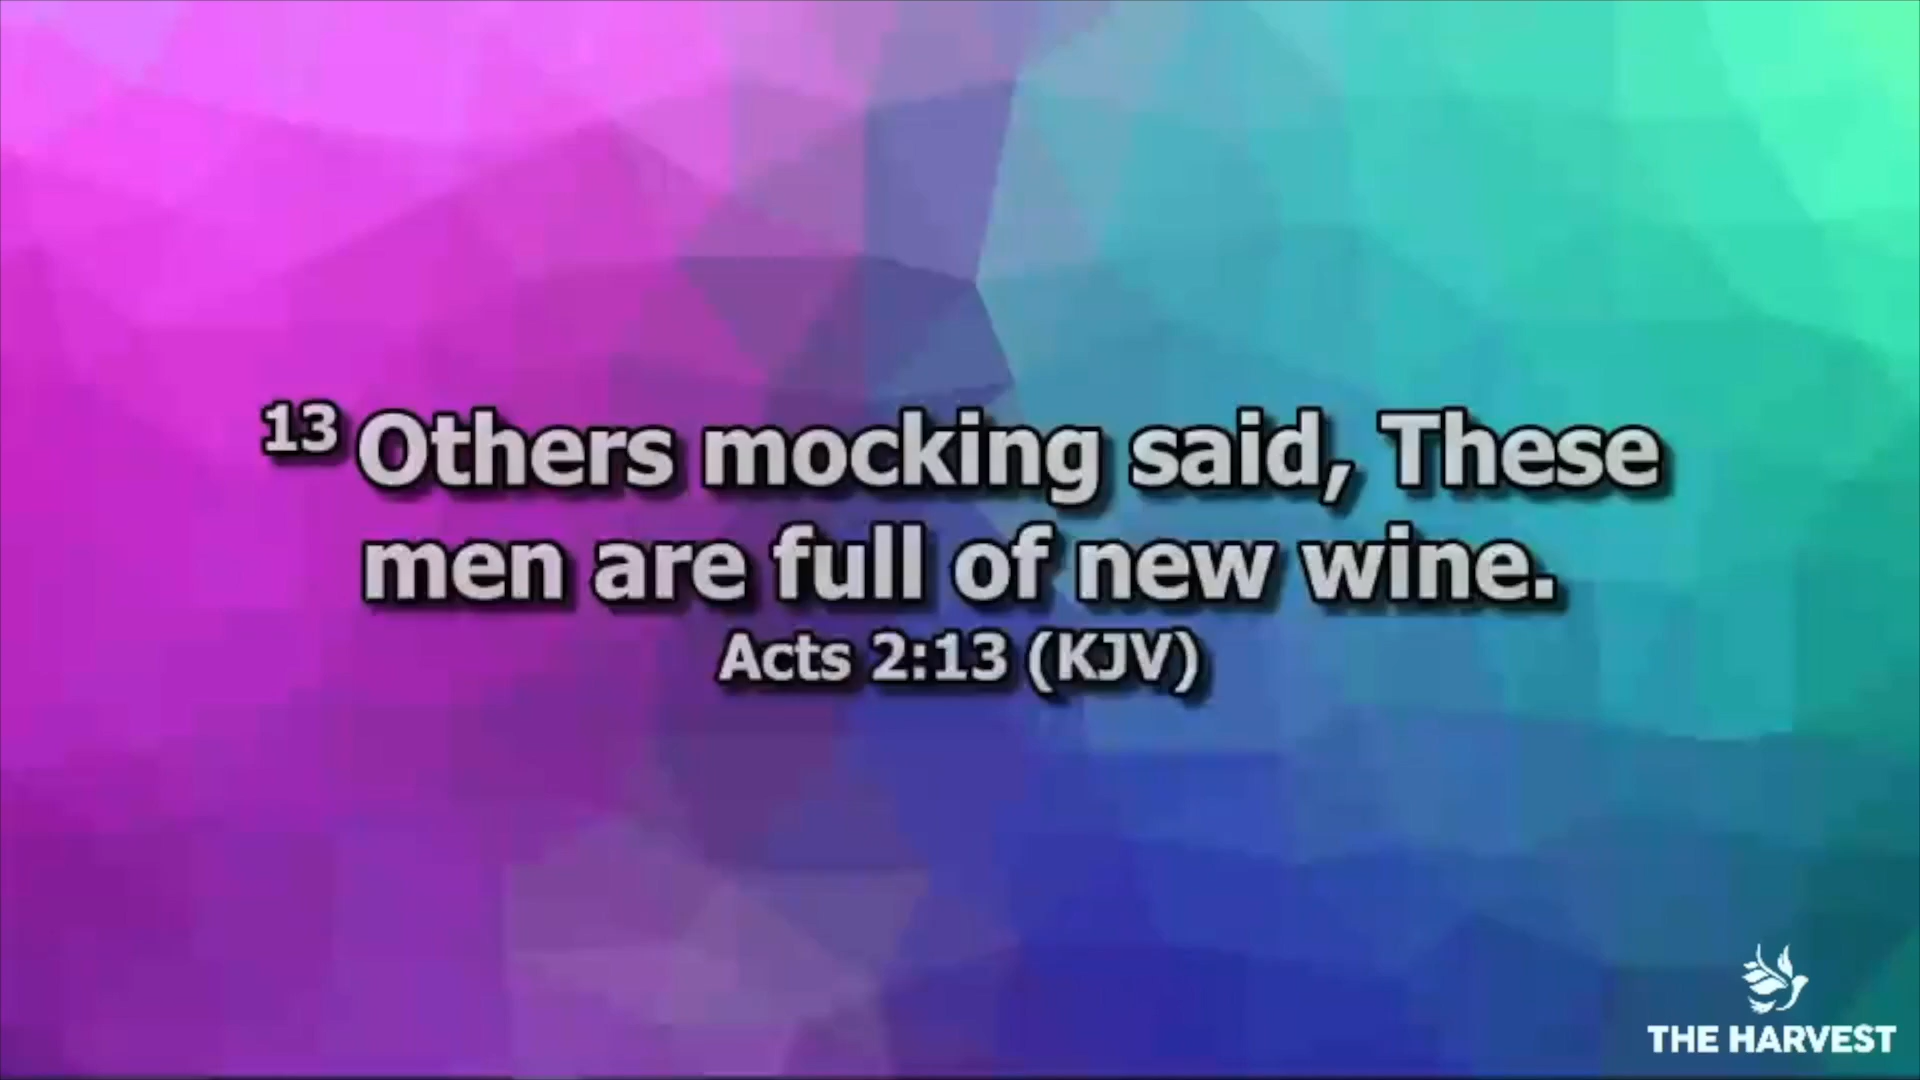 13 Others mocking said, These
men are full of new wine.
Acts 2:13 (KJV)
THE HARVEST